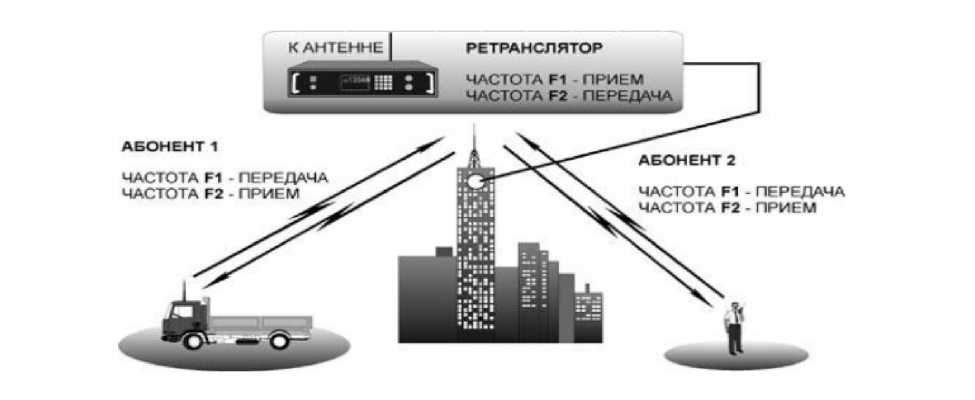 К АНТЕННЕ
РЕТРАНСЛЯТОР
ЧАСТОТА F1 - ПРИЕМ
ЧАСТОТА F2 - ПЕРЕДАЧА
АБОНЕНТ 1
ЧАСТОТА F1 - ПЕРЕДАЧА
ЧАСТОТА F2 - ПРИЕМ
АБОНЕНТ 2
ЧАСТОТА F1 - ПЕРЕДАЧА
ЧАСТОТА F2 - ПРИЕМ